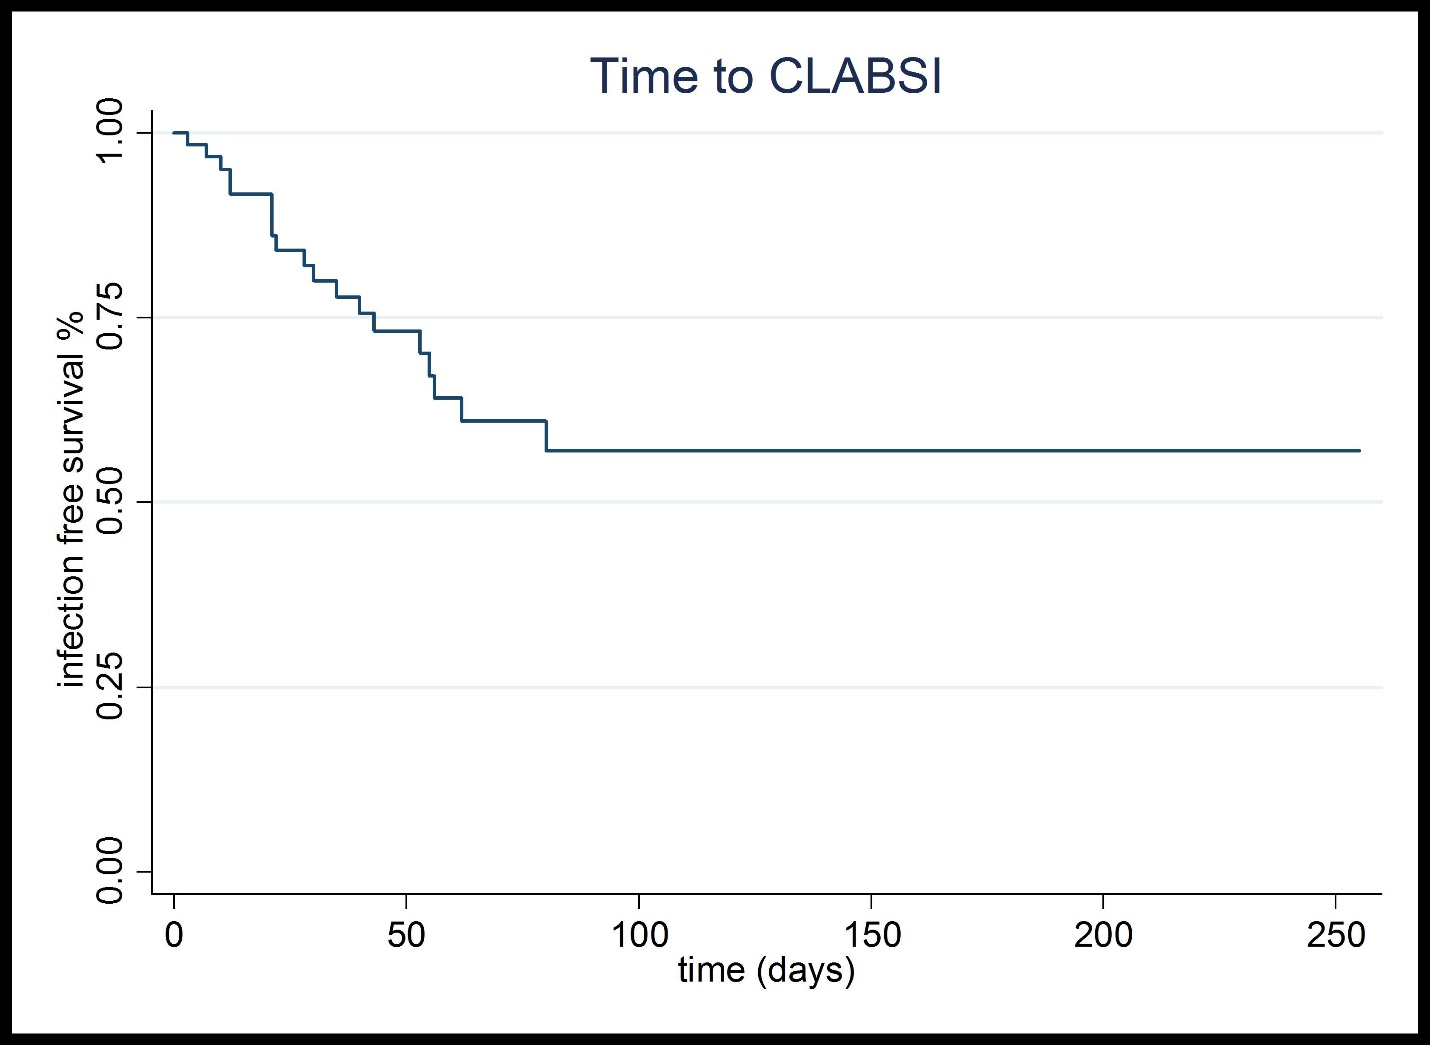 Time to CLABSI
infection free survival %
1.00
0.75
0.50
0.25
0.00
0 50 100 150 200 250
time (days)